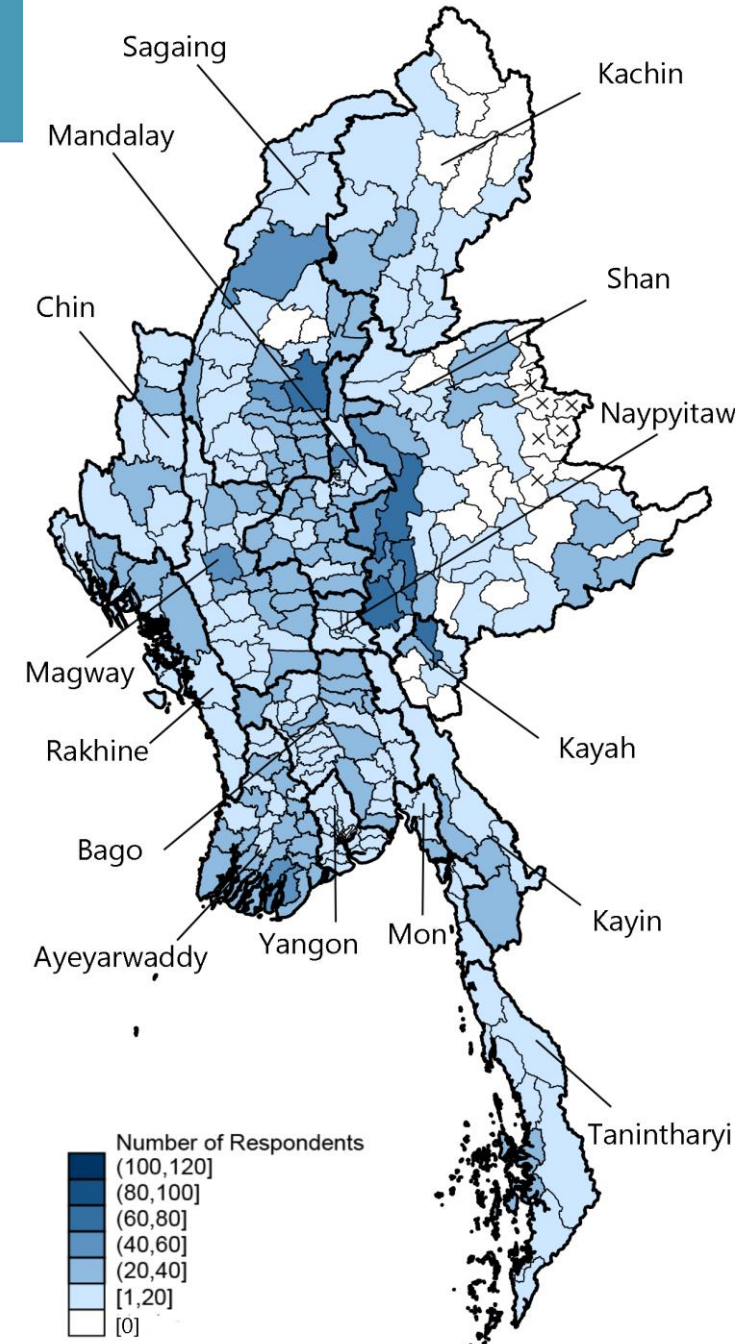 Sagaing
Kachin
Mandalay
Shan
Chin
Naypyitaw
Magway
Rakhine
Kayah
Bago
Kayin
Mon
Yangon
Ayeyarwaddy
Tanintharyi
Number of Respondents
(100,120]
(80,100]
(60,80]
(40,60]
(20,40]
[1,20]
[0]